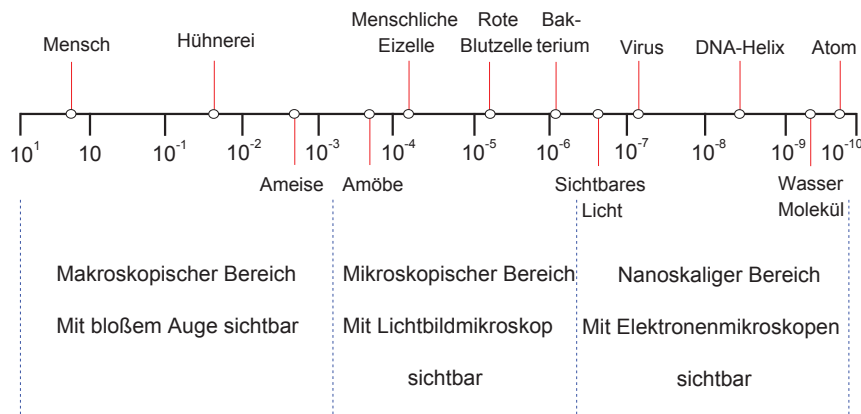 Mensch
Hühnerei
Menschliche
Eizelle
Rote
Blutzelle
Bak-
terium
Virus
DNA-Helix
Atom
10¹ 10 10⁻¹ 10⁻² 10⁻³ 10⁻⁴ 10⁻⁵ 10⁻⁶ 10⁻⁷ 10⁻⁸ 10⁻⁹ 10⁻¹⁰
Ameise
Amöbe
Sichtbares
Licht
Wasser
Molekül
Makroskopischer Bereich
Mit bloßem Auge sichtbar
Mikroskopischer Bereich
Mit Lichtbildmikroskop
sichtbar
Nanoskaliger Bereich
Mit Elektronenmikroskopen
sichtbar